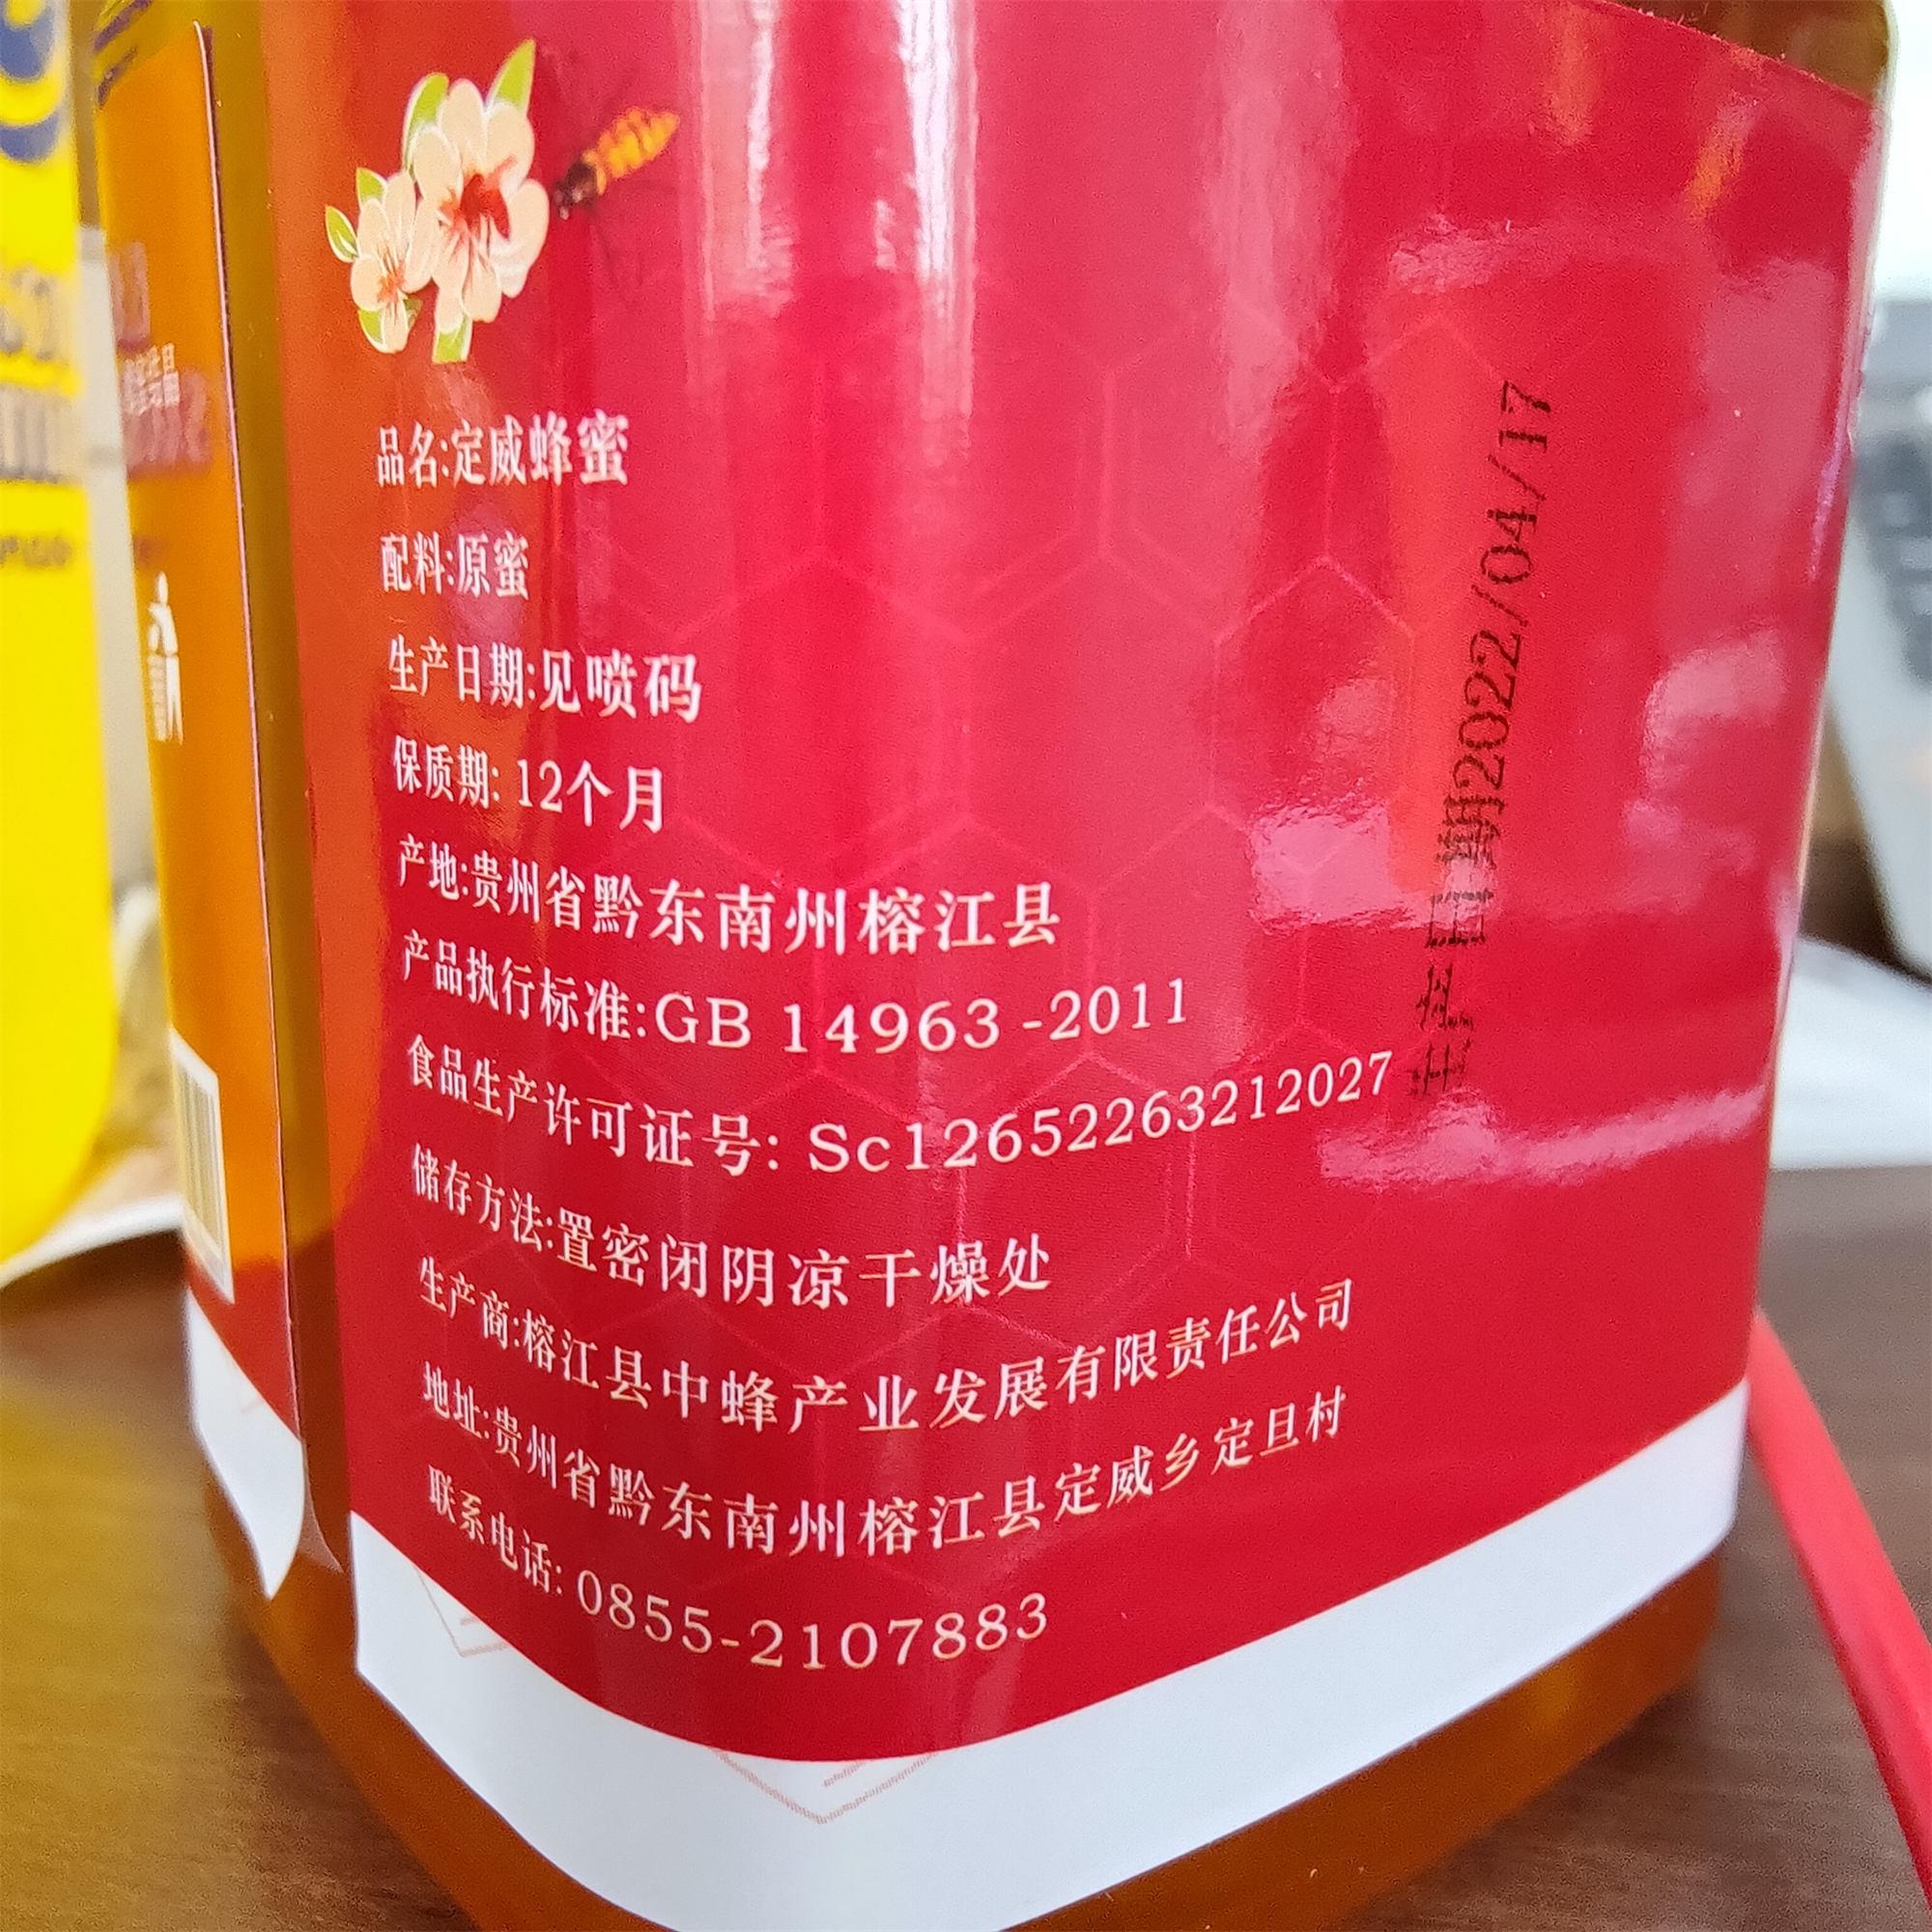 品名:定威蜂蜜
配料:原蜜
生产日期:见喷码
保质期: 12个月
产地:贵州省黔东南州榕江县
产品执行标准:GB 14963-2011
食品生产许可证号: Sc12652263212027
储存方法:置密闭阴凉干燥处
生产商:榕江县中蜂产业发展有限责任公司
地址:贵州省黔东南州榕江县定威乡定旦村
联系电话: 0855-2107883
生产日期2022/04/17